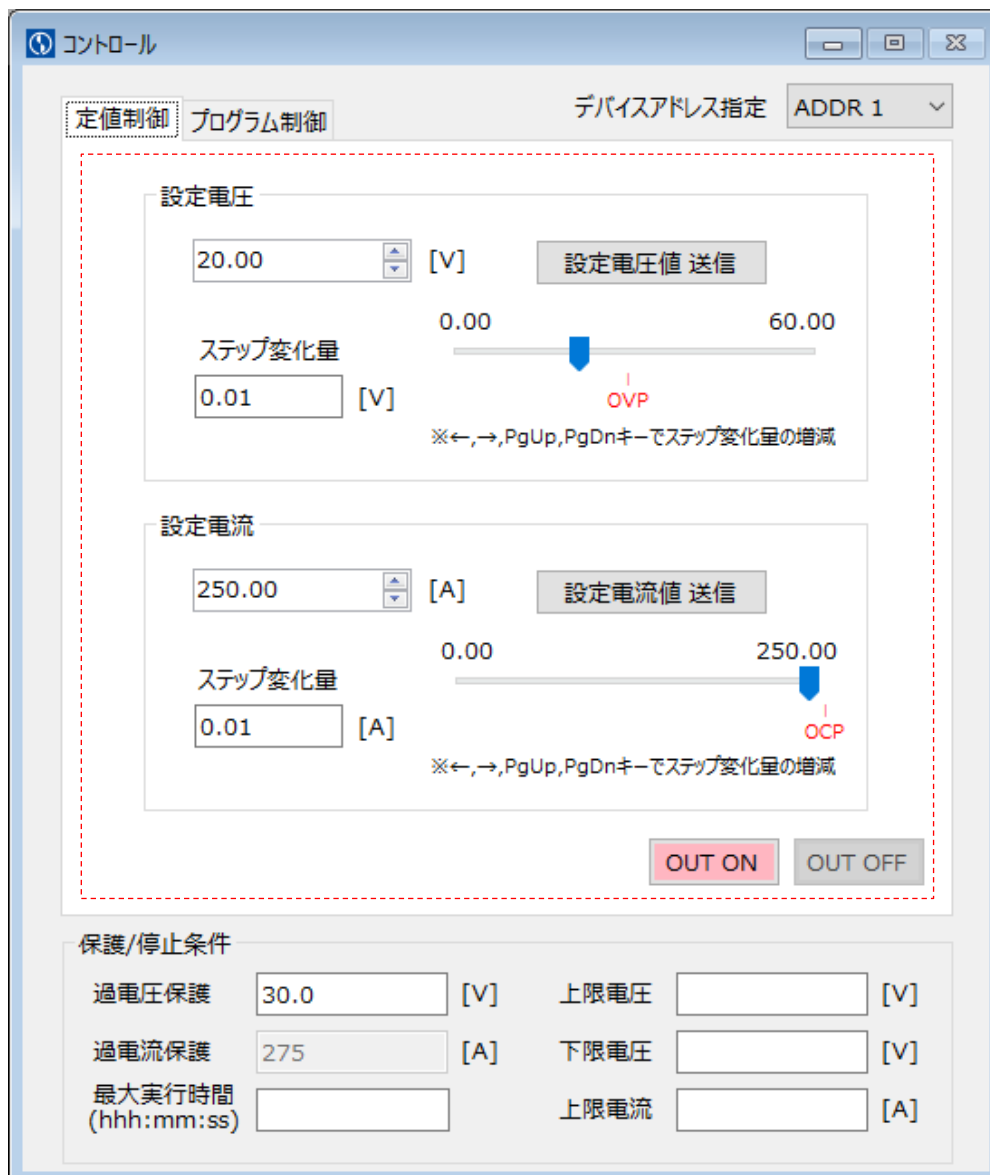 コントロール
デバイスアドレス指定 ADDR 1
定値制御 プログラム制御
設定電圧
20.00 [V] 設定電圧値 送信
0.00 60.00
ステップ変化量
0.01 [V]
OVP
※←,→,PgUp,PgDnキーでステップ変化量の増減
設定電流
250.00 [A] 設定電流値 送信
0.00 250.00
ステップ変化量
0.01 [A]
OCP
※←,→,PgUp,PgDnキーでステップ変化量の増減
OUT ON OUT OFF
保護/停止条件
過電圧保護 30.0 [V] 上限電圧 [V]
過電流保護 275 [A] 下限電圧 [V]
最大実行時間
(hhh:mm:ss) 上限電流 [A]